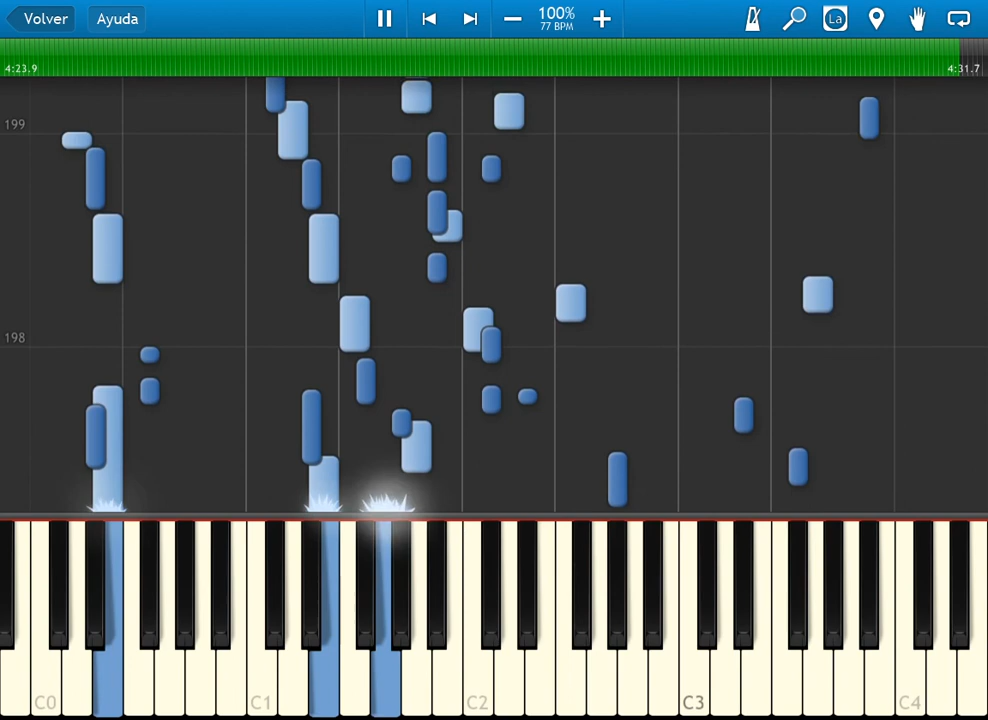 Volver
Ayuda
100%
77 BPM
La
4:23.9
4:31.7
199
198
C0
C1
C2
C3
C4